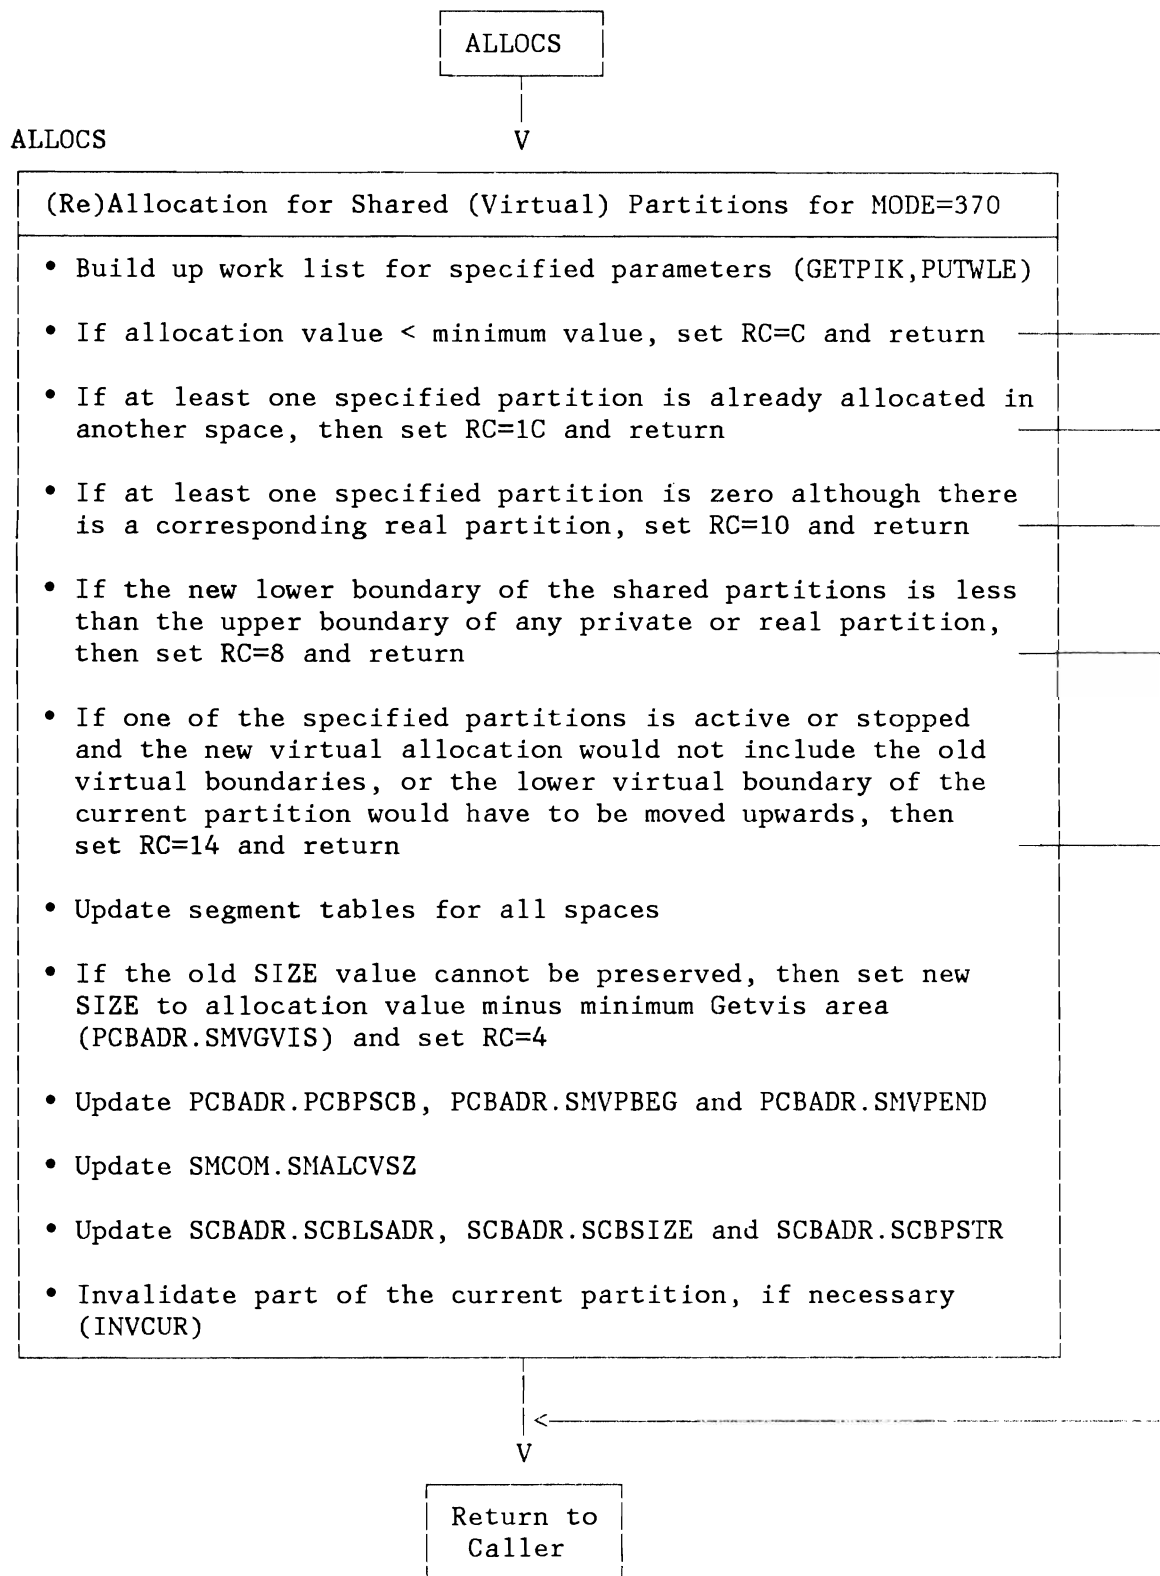 ALLOCS
ALLOCS
V
(Re)Allocation for Shared (Virtual) Partitions for MODE=370
• Build up work list for specified parameters (GETPIK,PUTWLE)
• If allocation value < minimum value, set RC=C and return
• If at least one specified partition is already allocated in
another space, then set RC=1C and return
• If at least one specified partition is zero although there
is a corresponding real partition, set RC=10 and return
• If the new lower boundary of the shared partitions is less
than the upper boundary of any private or real partition,
then set RC=8 and return
• If one of the specified partitions is active or stopped
and the new virtual allocation would not include the old
virtual boundaries, or the lower virtual boundary of the
current partition would have to be moved upwards, then
set RC=14 and return
• Update segment tables for all spaces
• If the old SIZE value cannot be preserved, then set new
SIZE to allocation value minus minimum Getvis area
(PCBADR.SMVGVIS) and set RC=4
• Update PCBADR.PCBPSCB, PCBADR.SMVPBEG and PCBADR.SMVPEND
• Update SMCOM.SMALCVSZ
• Update SCBADR.SCBLSADR, SCBADR.SCBSIZE and SCBADR.SCBPSTR
• Invalidate part of the current partition, if necessary
(INVCUR)
<
V
Return to
Caller